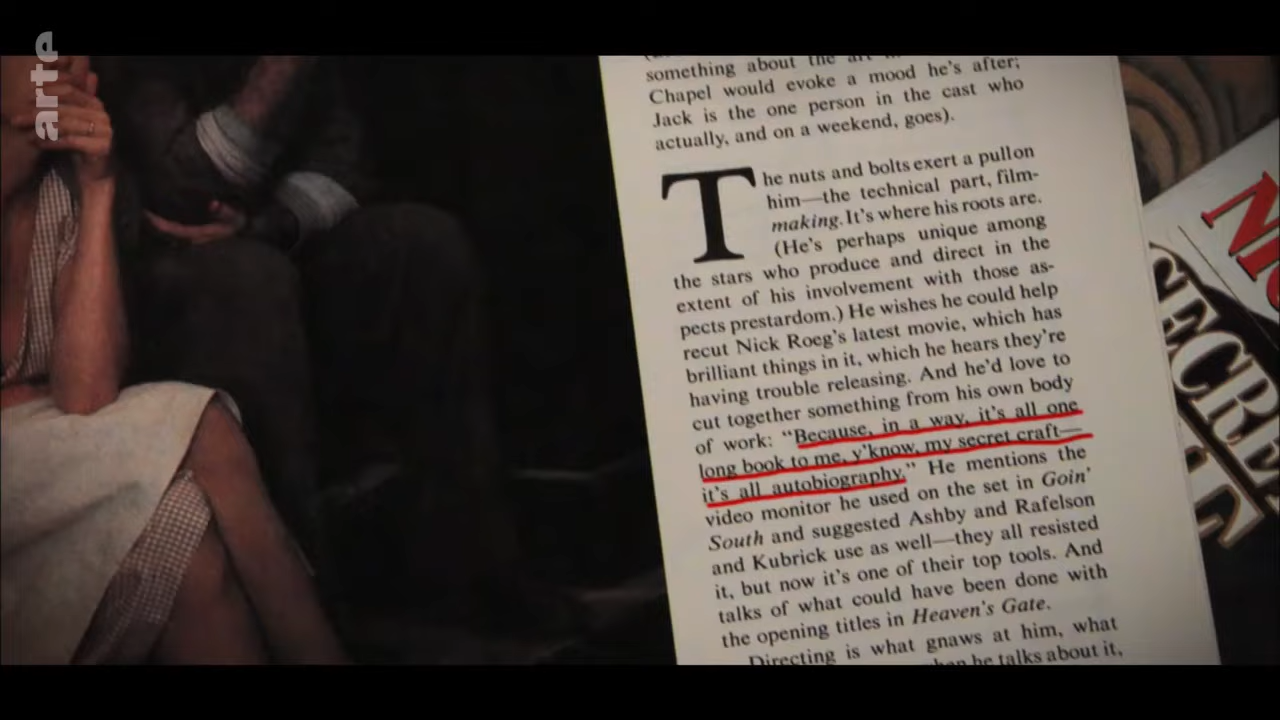 arte
something about the art
Chapel would evoke a mood he's after;
Jack is the one person in the cast who
actually, and on a weekend, goes).
The nuts and bolts exert a pull on
him—the technical part, film-
making. It's where his roots are.
(He's perhaps unique among
the stars who produce and direct in the
extent of his involvement with those as-
pects prestardom.) He wishes he could help
recut Nick Roeg's latest movie, which has
brilliant things in it, which he hears they're
having trouble releasing. And he'd love to
cut together something from his own body
of work: "Because, in a way, it's all one
long book to me, y'know, my secret craft—
it's all autobiography." He mentions the
video monitor he used on the set in Goin'
South and suggested Ashby and Rafelson
and Kubrick use as well—they all resisted
it, but now it's one of their top tools. And
talks of what could have been done with
the opening titles in Heaven's Gate.
Directing is what gnaws at him, what
he talks about it,